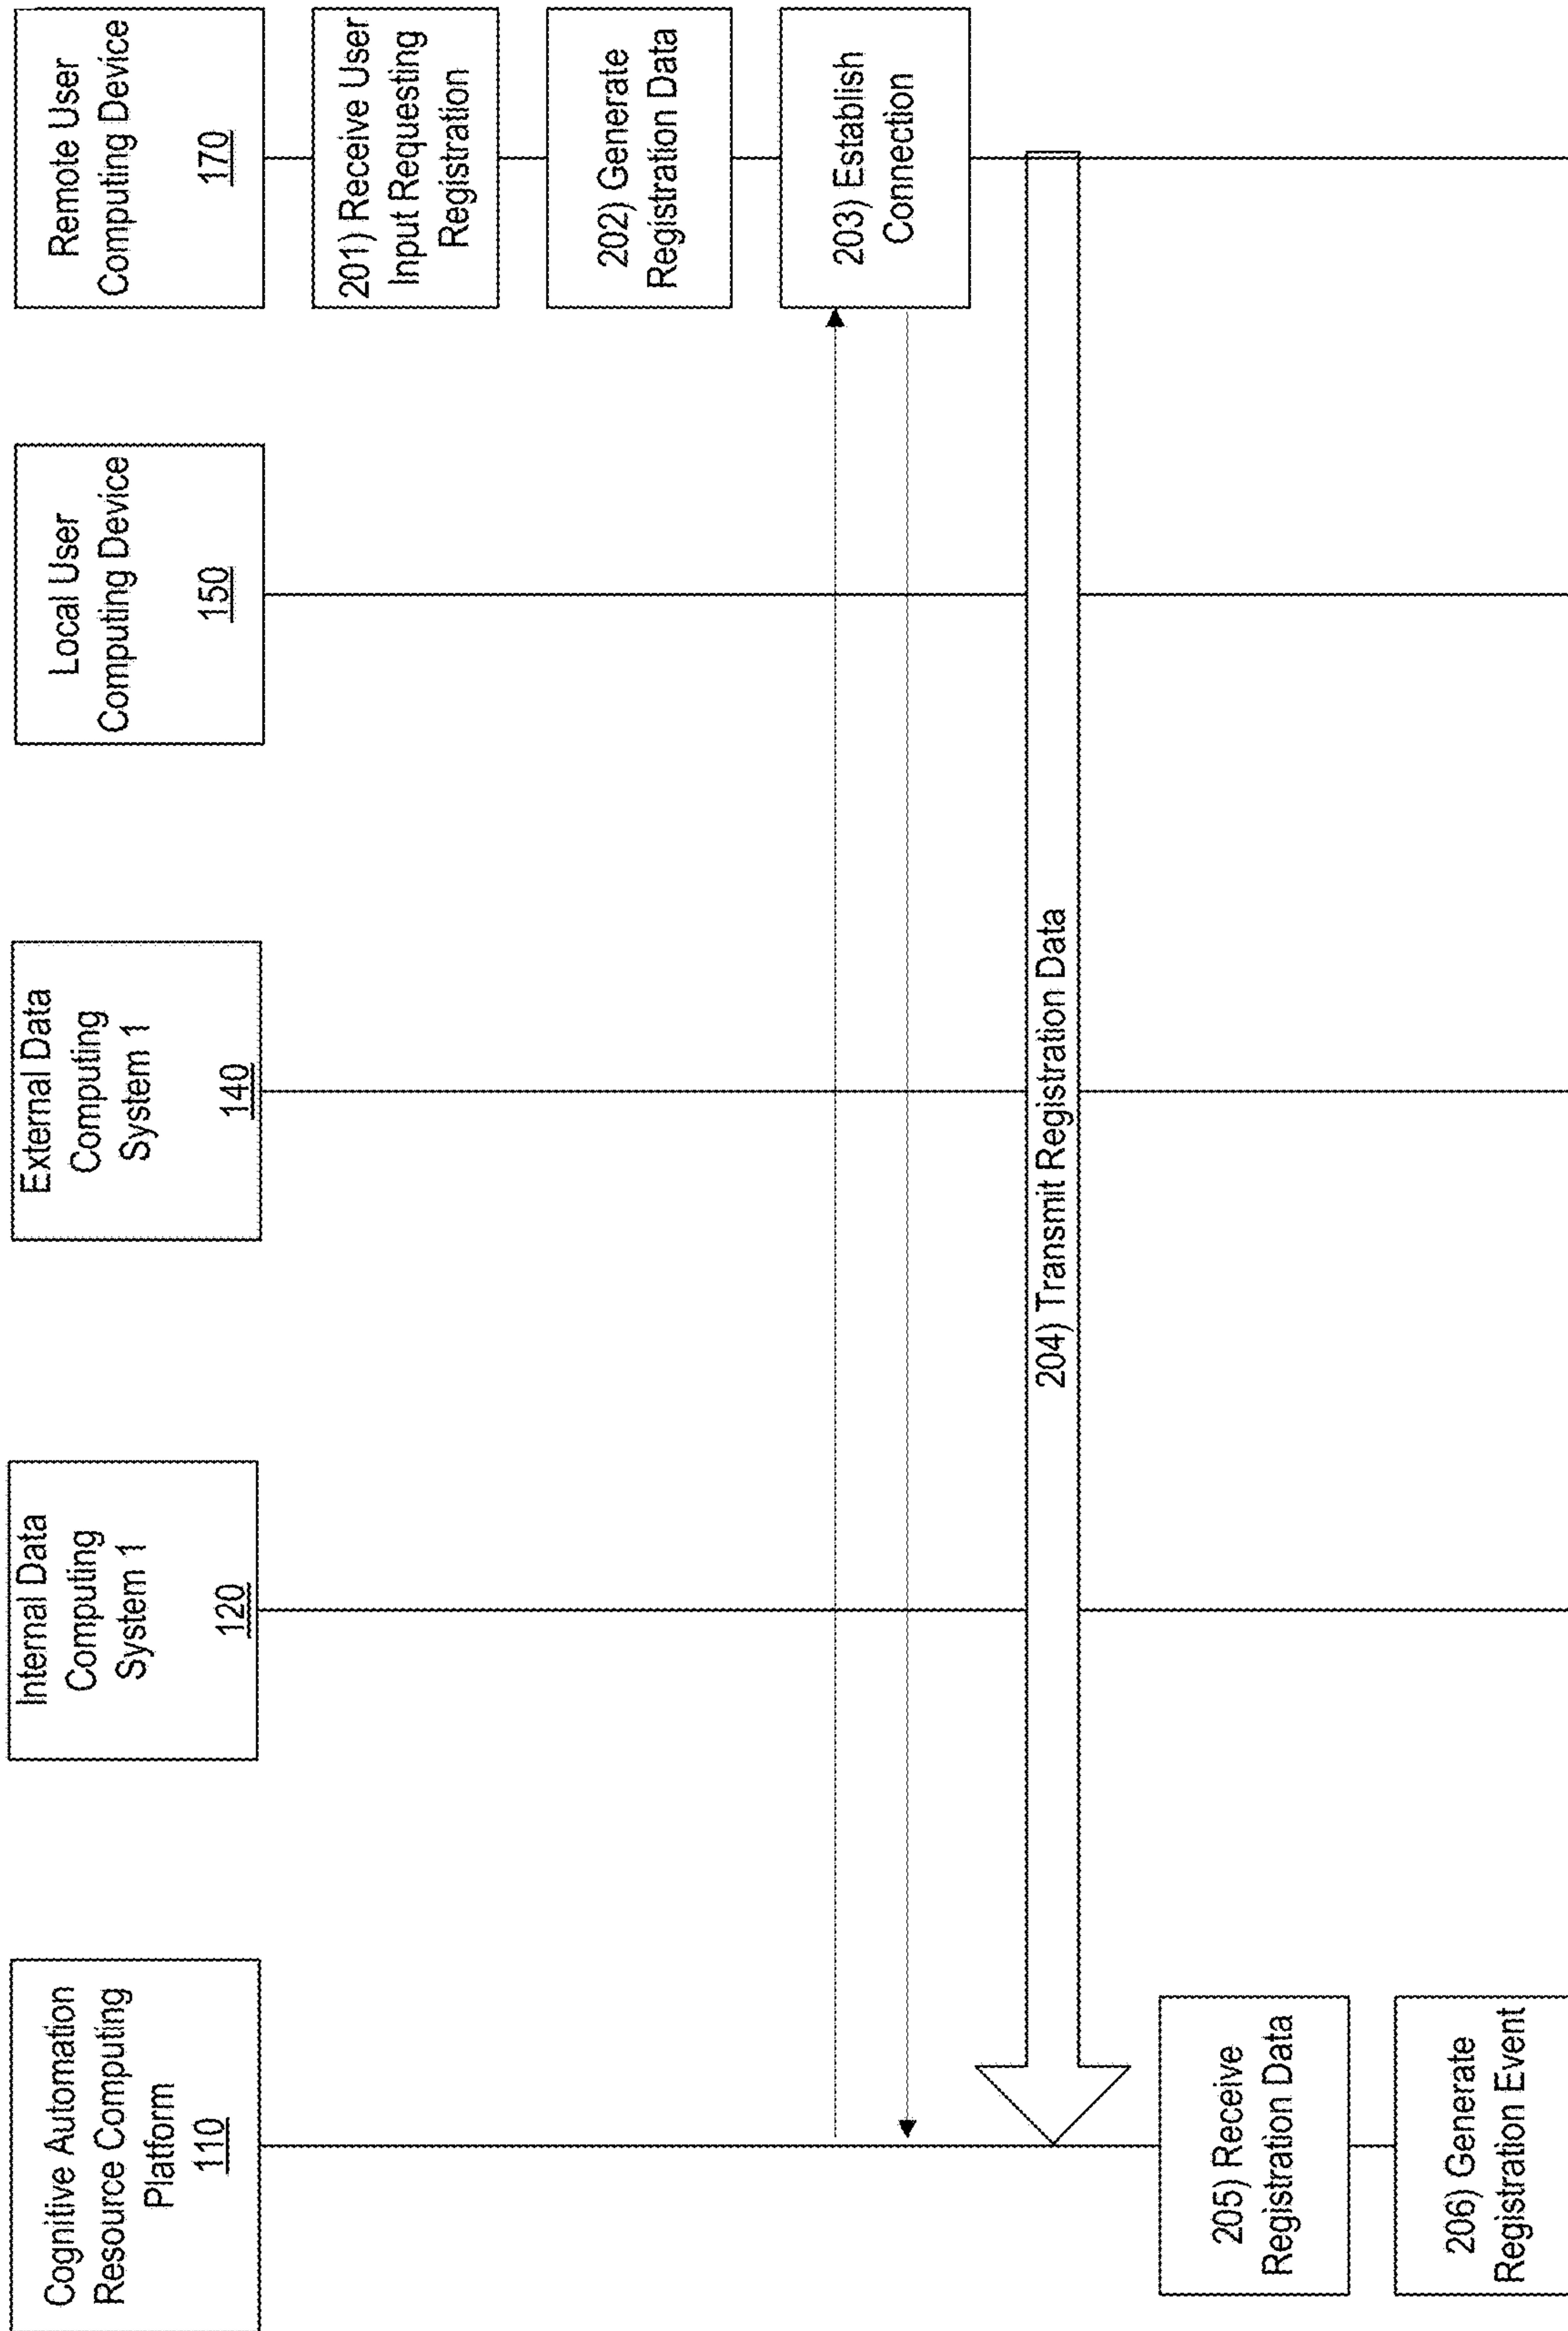 Cognitive Automation
Resource Computing
Platform
110
Internal Data
Computing
System 1
120
External Data
Computing
System 1
140
Local User
Computing Device
150
Remote User
Computing Device
170
201) Receive User
Input Requesting
Registration
202) Generate
Registration Data
203) Establish
Connection
204) Transmit Registration Data
205) Receive
Registration Data
206) Generate
Registration Event